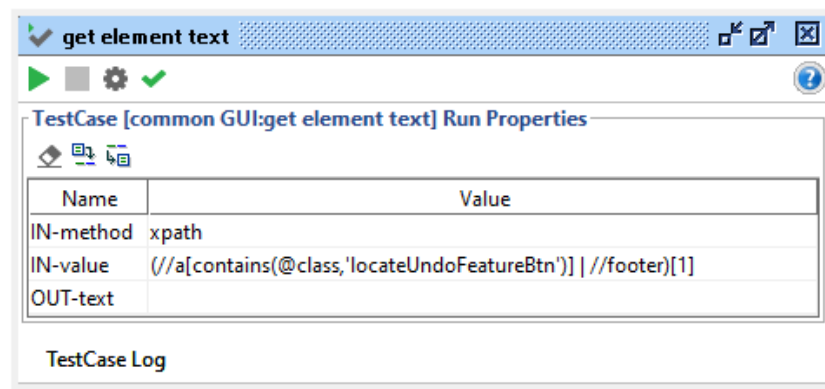 get element text
TestCase [common GUI:get element text] Run Properties
Name Value
IN-method xpath
IN-value (//a[contains(@class,'locateUndoFeatureBtn')] | //footer)[1]
OUT-text
TestCase Log